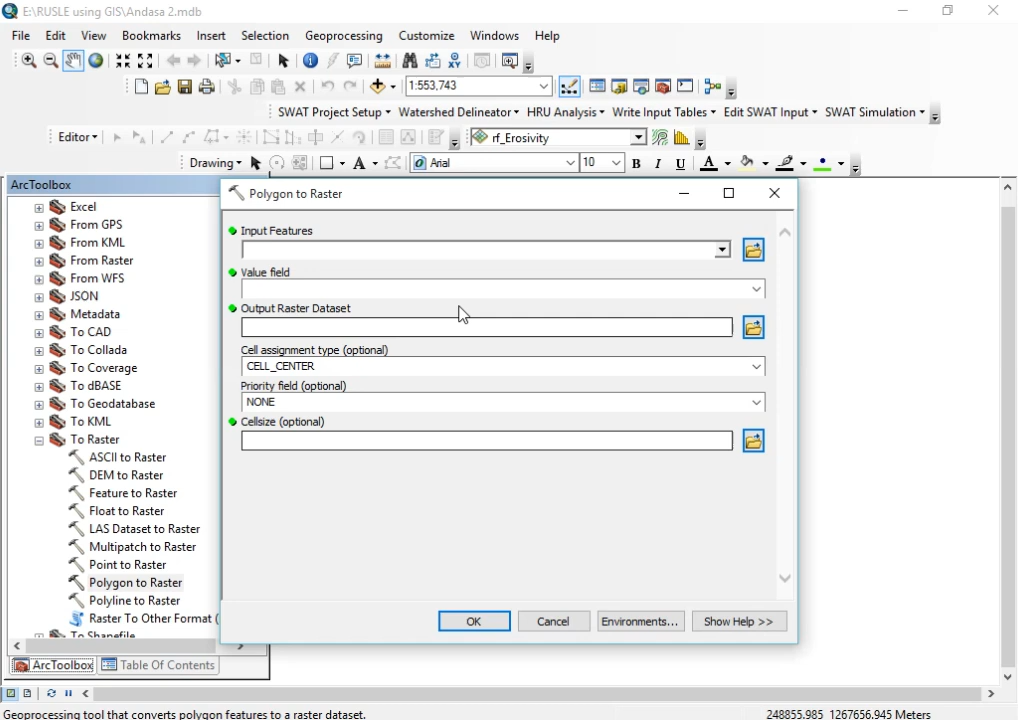 E:\RUSLE using GIS\Andasa 2.mdb
File Edit View Bookmarks Insert Selection Geoprocessing Customize Windows Help
1:553,743
SWAT Project Setup Watershed Delineator HRU Analysis Write Input Tables Edit SWAT Input SWAT Simulation
Editor rf_Erosivity
Drawing A Arial 10 B I U A
ArcToolbox
Excel
From GPS
From KML
From Raster
From WFS
JSON
Metadata
To CAD
To Collada
To Coverage
To dBASE
To Geodatabase
To KML
To Raster
ASCII to Raster
DEM to Raster
Feature to Raster
Float to Raster
LAS Dataset to Raster
Multipatch to Raster
Point to Raster
Polygon to Raster
Polyline to Raster
Raster To Other Format (
To Shapefile
ArcToolbox Table Of Contents
Polygon to Raster
Input Features
Value field
Output Raster Dataset
Cell assignment type (optional)
CELL_CENTER
Priority field (optional)
NONE
Cellsize (optional)
OK Cancel Environments... Show Help >>
Geoprocessing tool that converts polygon features to a raster dataset. 248855.985 1267656.945 Meters